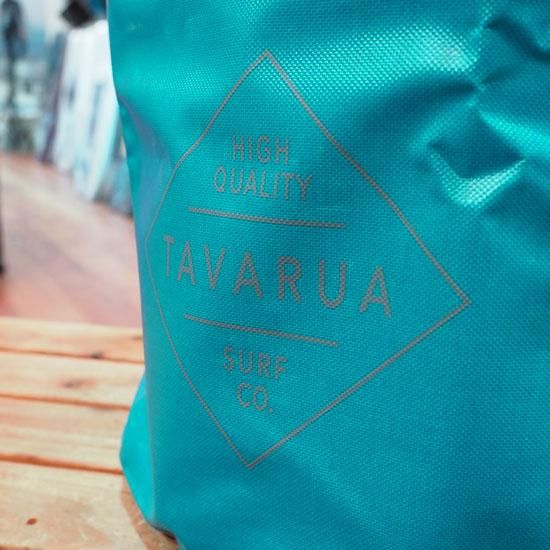 HIGH
QUALITY
TAVARUA
SURF
CO.